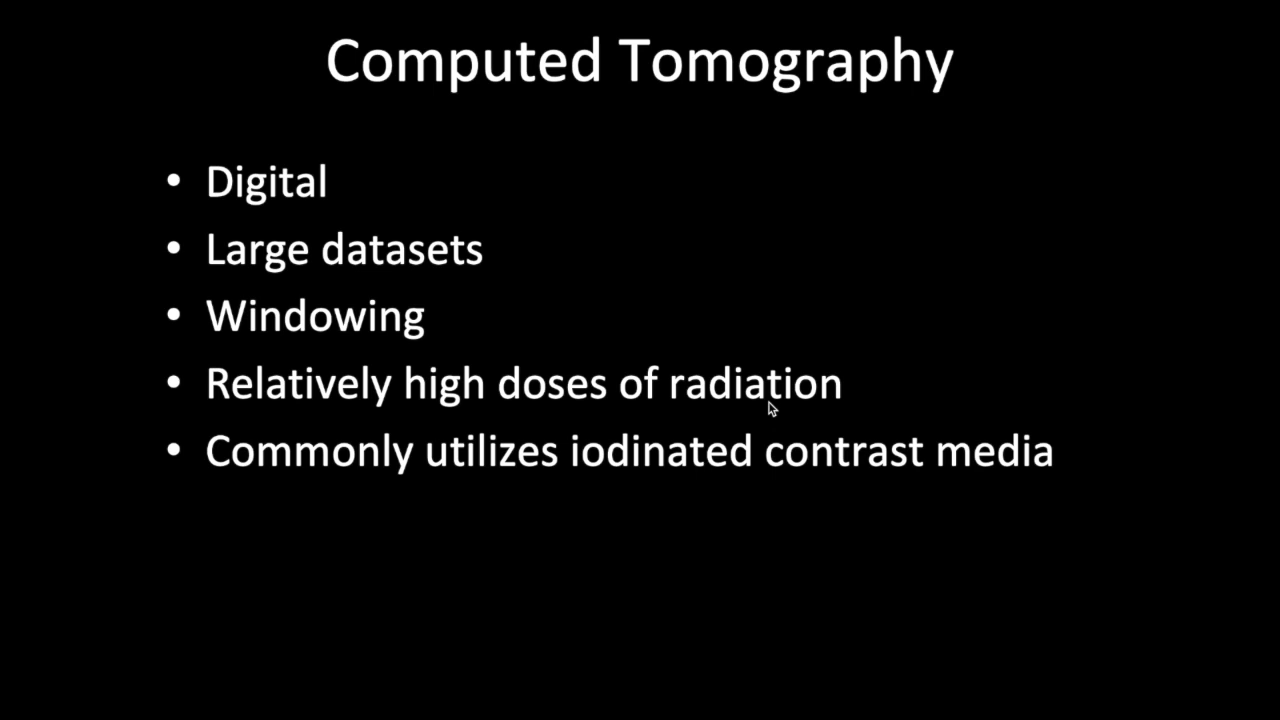 Computed Tomography
• Digital
• Large datasets
• Windowing
• Relatively high doses of radiation
• Commonly utilizes iodinated contrast media